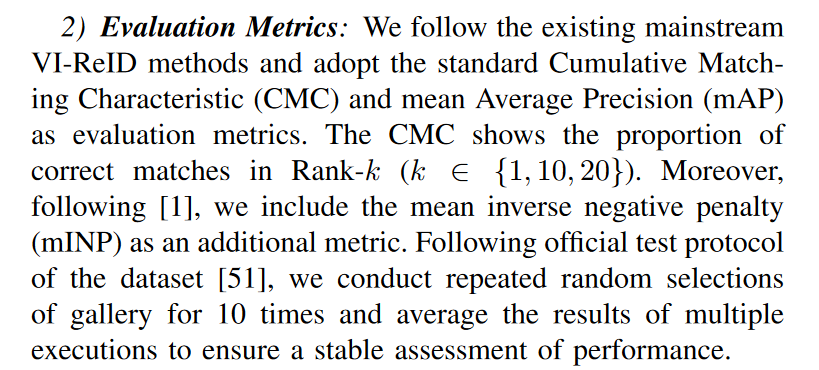 2) Evaluation Metrics: We follow the existing mainstream
VI-ReID methods and adopt the standard Cumulative Match-
ing Characteristic (CMC) and mean Average Precision (mAP)
as evaluation metrics. The CMC shows the proportion of
correct matches in Rank-k (k ∈ {1, 10, 20}). Moreover,
following [1], we include the mean inverse negative penalty
(mINP) as an additional metric. Following official test protocol
of the dataset [51], we conduct repeated random selections
of gallery for 10 times and average the results of multiple
executions to ensure a stable assessment of performance.